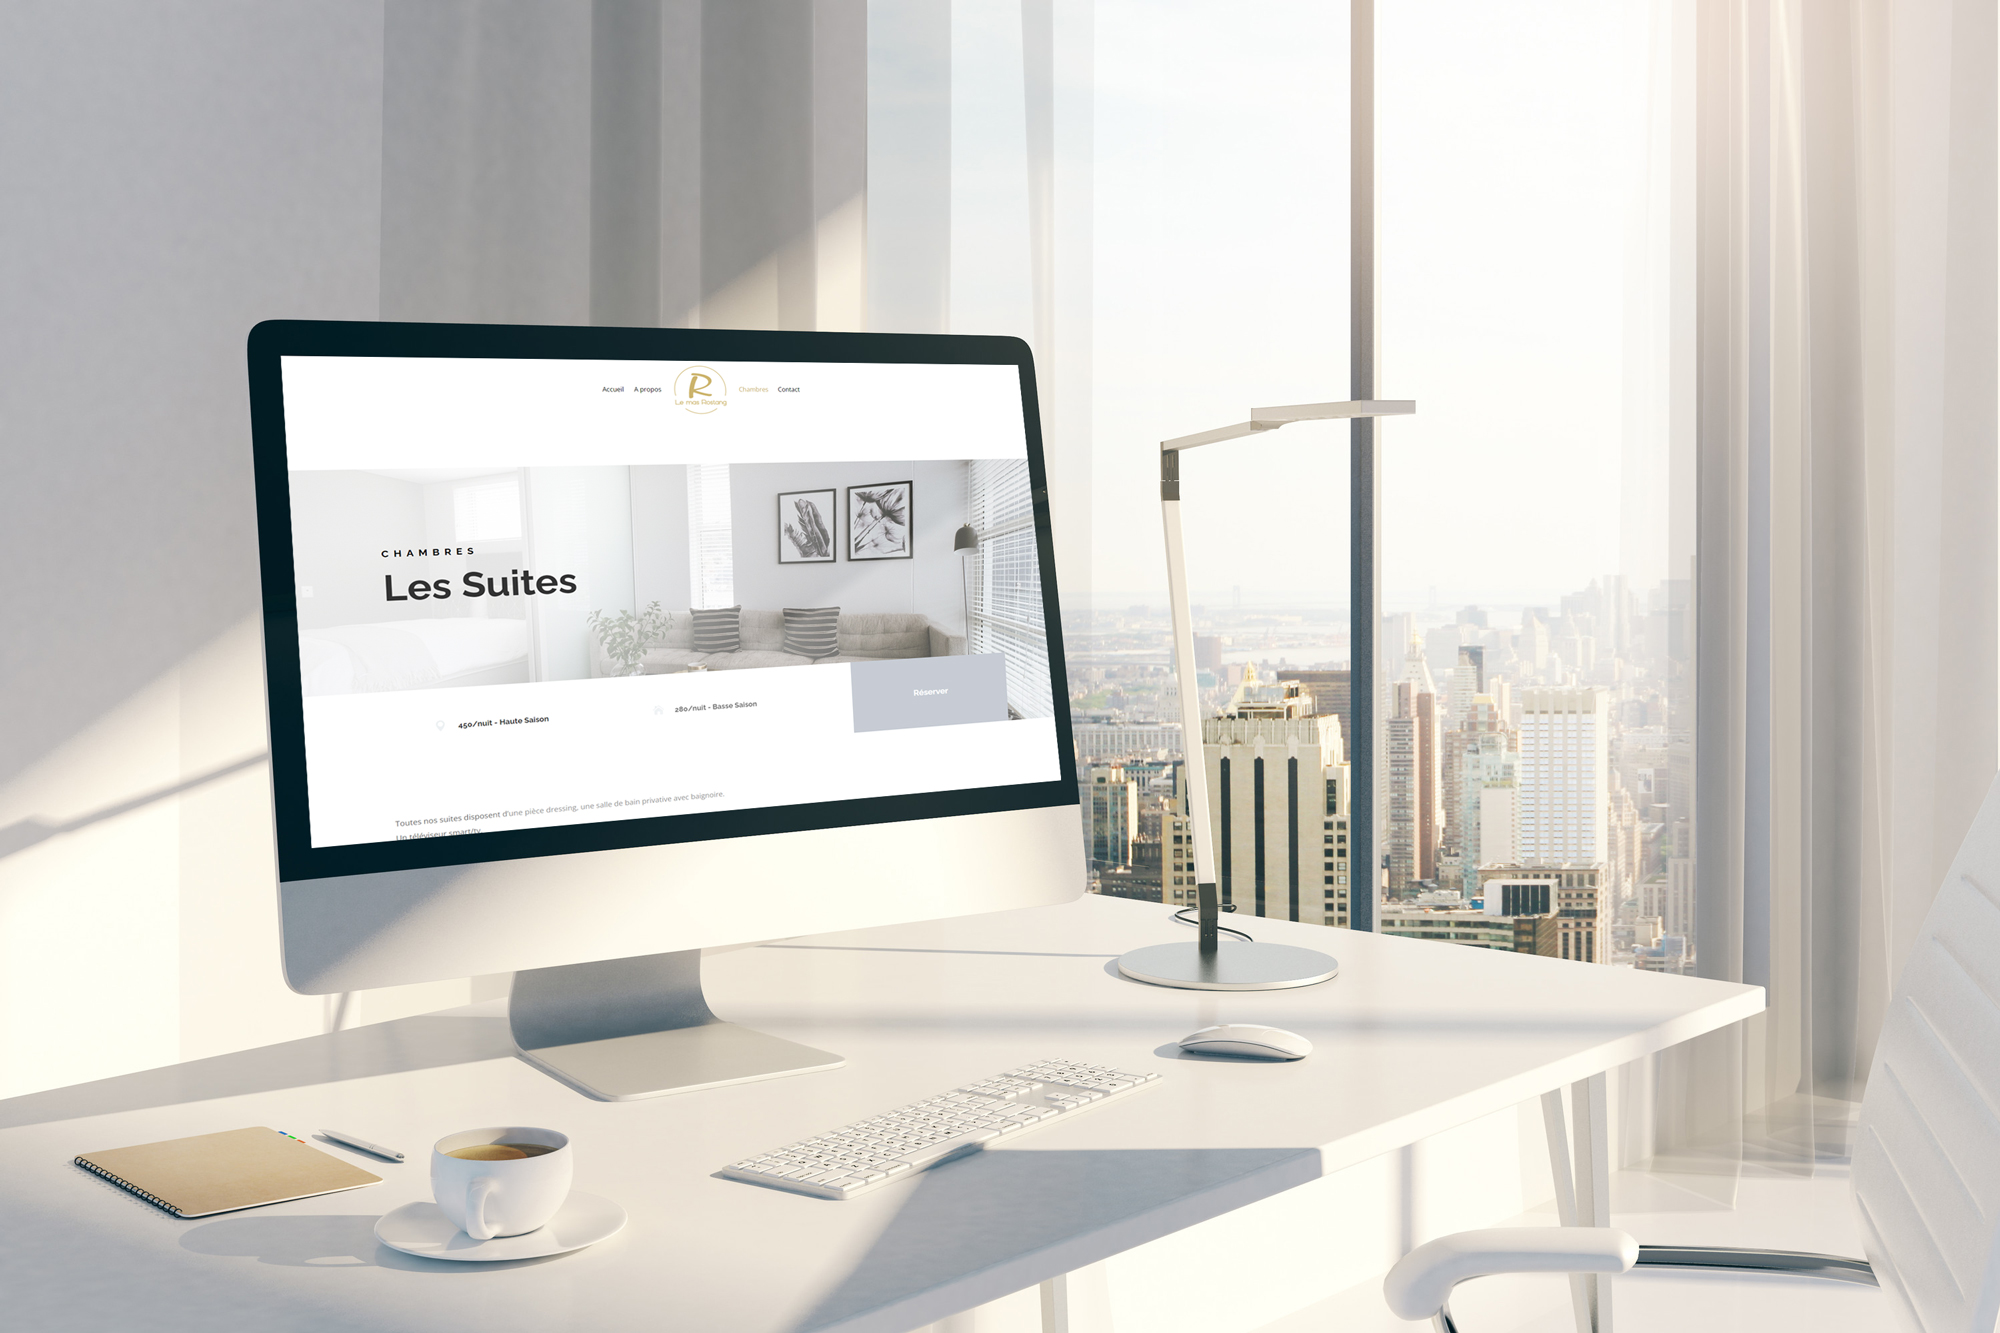 Accueil
A propos
R
Le mas Rostang
Chambres
Contact
CHAMBRES
Les Suites
450/nuit - Haute Saison
280/nuit - Basse Saison
Réserver
Toutes nos suites disposent d'une pièce dressing, une salle de bain privative avec baignoire.
Un téléviseur smart/tv